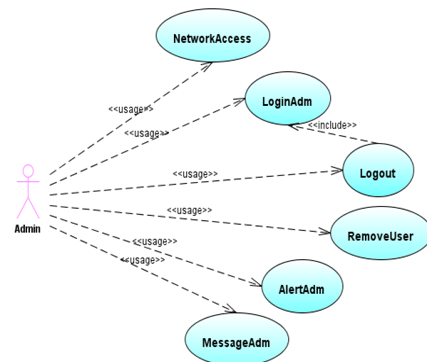 NetworkAccess
<<usage>>
LoginAdm
<<usage>>
<<include>>
<<usage>>
Logout
Admin
<<usage>>
RemoveUser
<<usage>>
<<usage>>
AlertAdm
MessageAdm